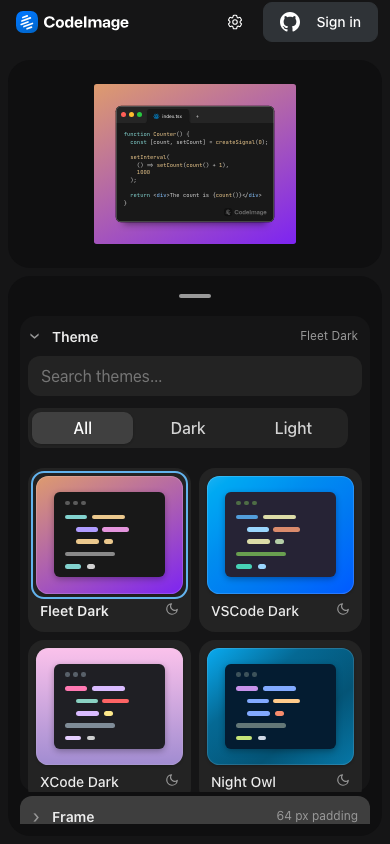 CodeImage
Sign in
index.tsx
+
function Counter() {
const [count, setCount] = createSignal(0);
setInterval(
() => setCount(count() + 1),
1000
);
return <div>The count is {count()}</div>
}
CodeImage
Theme
Fleet Dark
Search themes...
All
Dark
Light
Fleet Dark
VSCode Dark
XCode Dark
Night Owl
Frame
64 px padding